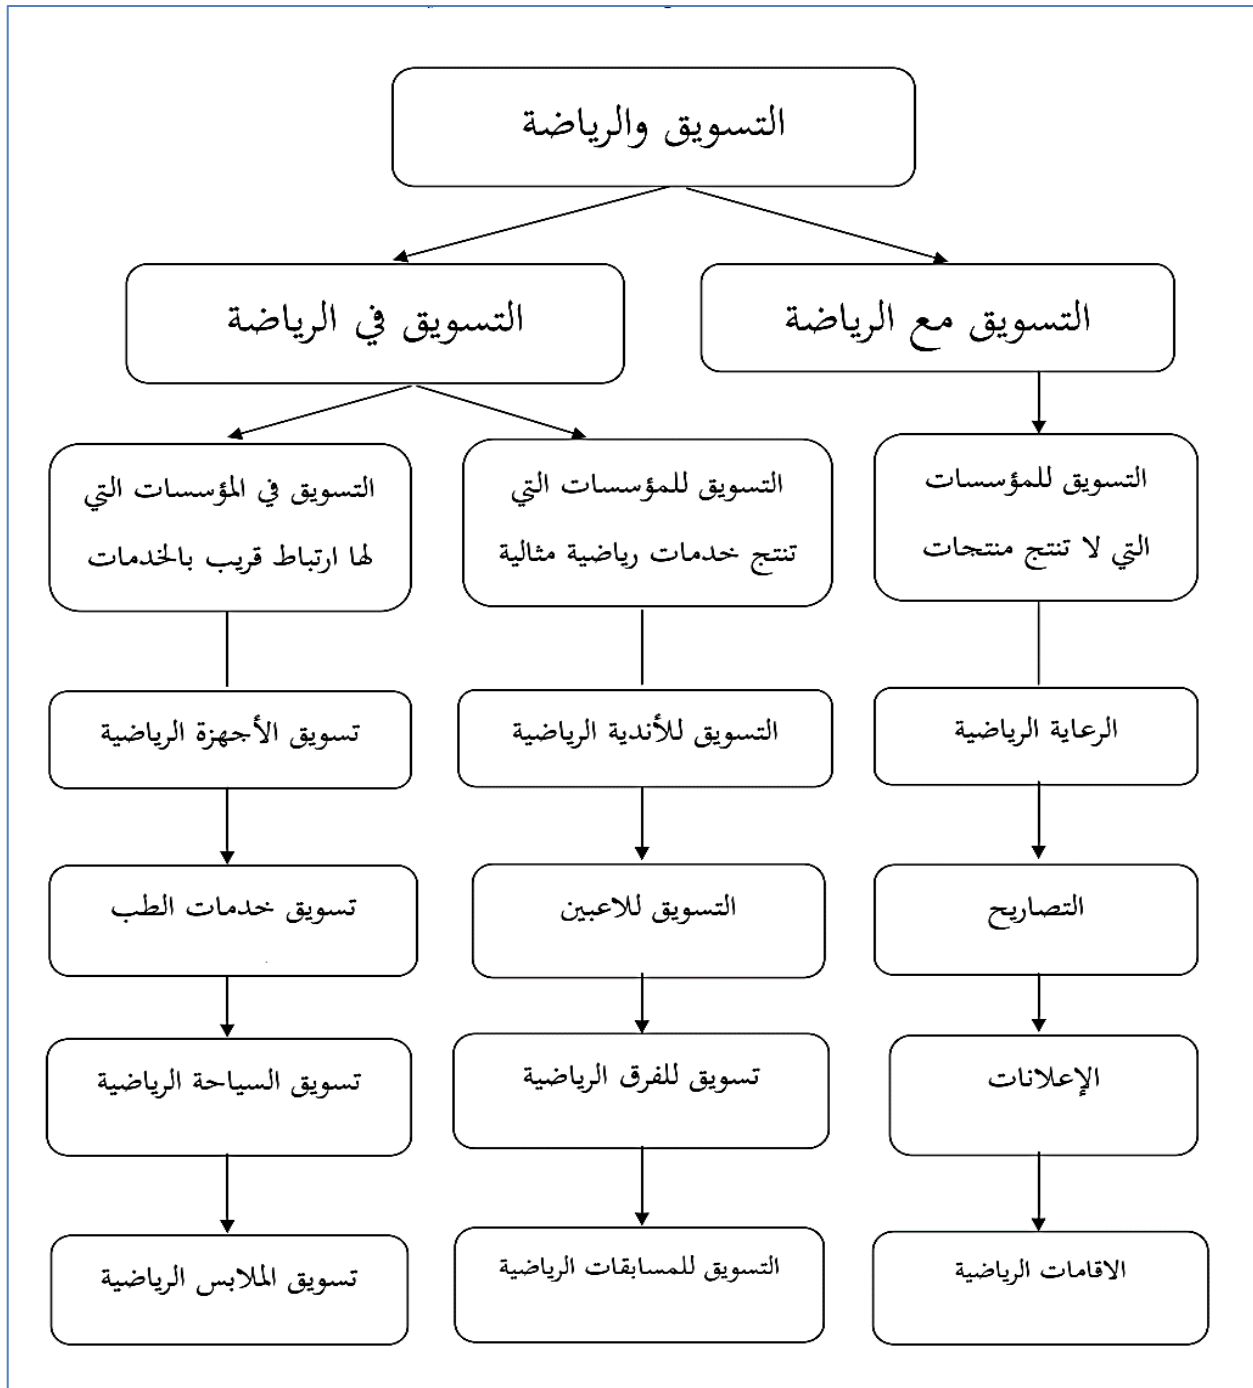 التسويق والرياضة
التسويق مع الرياضة
التسويق في الرياضة
التسويق للمؤسسات
التي لا تنتج منتجات
التسويق للمؤسسات التي
تنتج خدمات رياضية مثالية
التسويق في المؤسسات التي
لها ارتباط قريب بالخدمات
الرعاية الرياضية
التسويق للأندية الرياضية
تسويق الأجهزة الرياضية
التصاريح
التسويق للاعبين
تسويق خدمات الطب
الإعلانات
تسويق للفرق الرياضية
تسويق السياحة الرياضية
الاقامات الرياضية
التسويق للمسابقات الرياضية
تسويق الملابس الرياضية